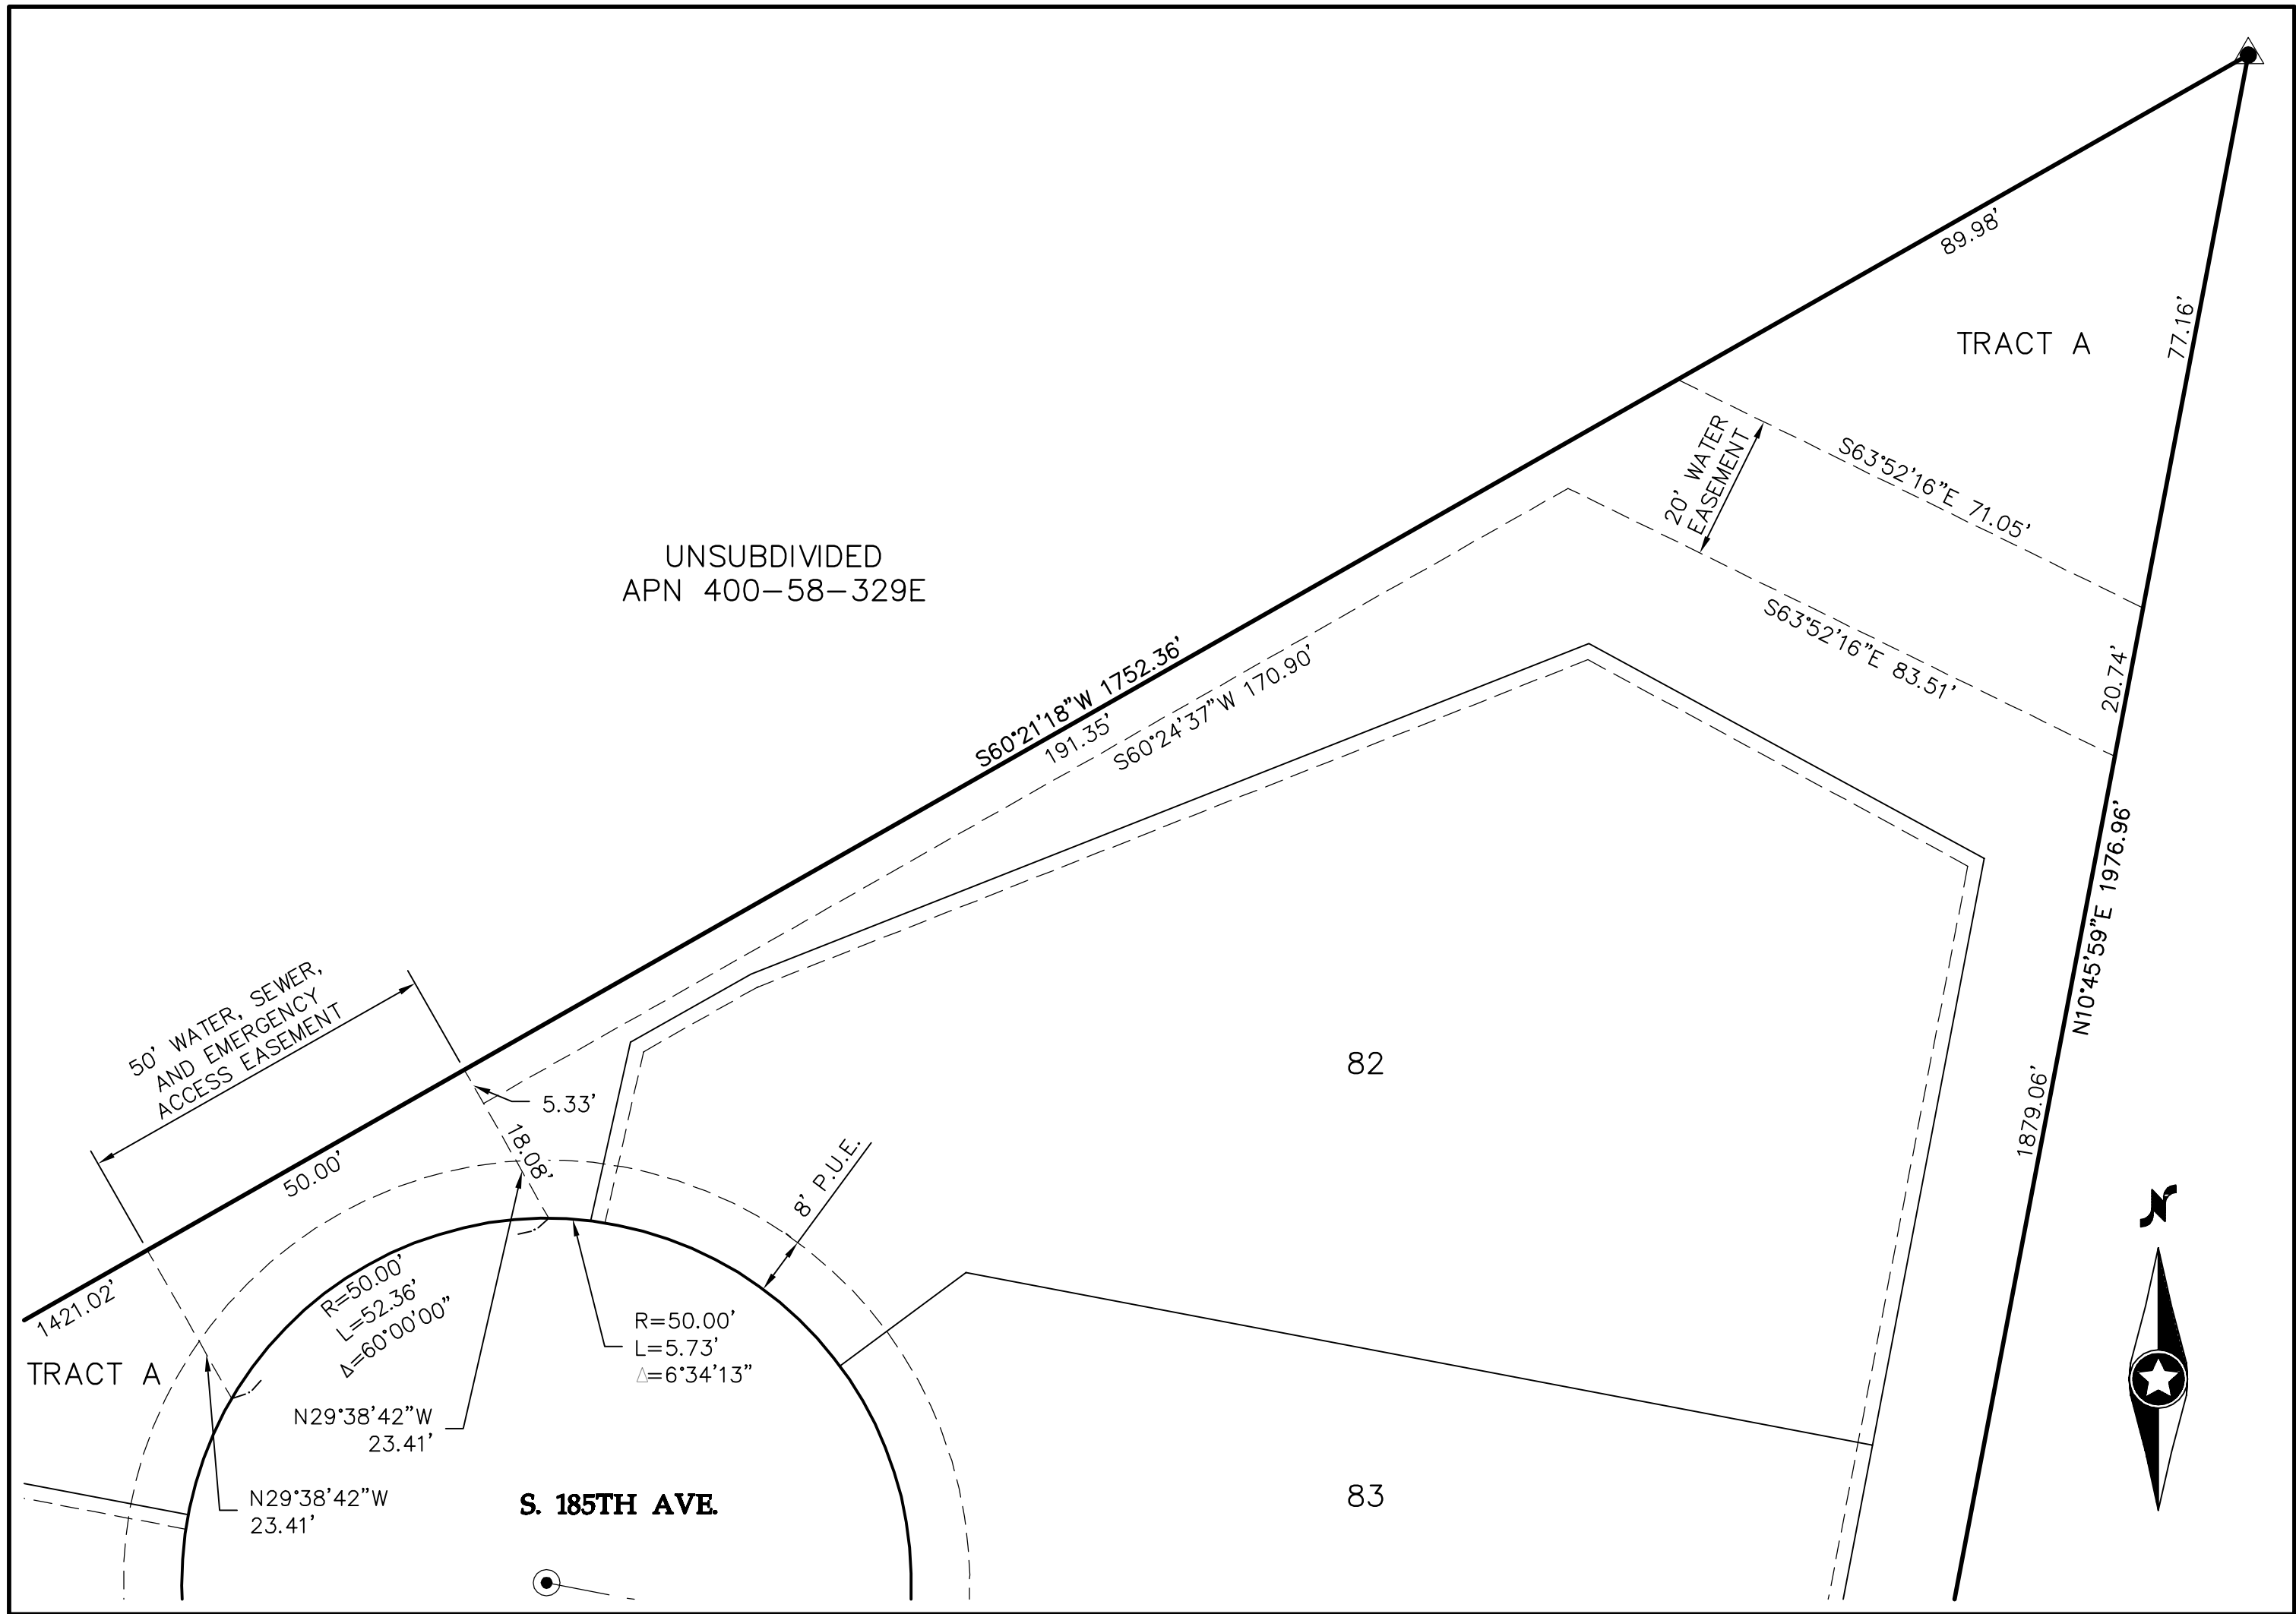 89.98'
77.16'
TRACT A
20' WATER
EASEMENT
S63°52'16"E 71.05'
S63°52'16"E 83.51'
20.74'
UNSUBDIVIDED
APN 400-58-329E
S60°21'18"W 1752.36'
191.35'
S60°24'37"W 170.90'
N10°45'59"E 1976.96'
1879.06'
50' WATER, SEWER,
AND EMERGENCY
ACCESS EASEMENT
5.33'
18.08'
50.00'
8' P.U.E.
82
1421.02'
TRACT A
R=50.00'
L=52.36'
Δ=60°00'00"
R=50.00'
L=5.73'
Δ=6°34'13"
N29°38'42"W
23.41'
N29°38'42"W
23.41'
S. 185TH AVE.
83
N